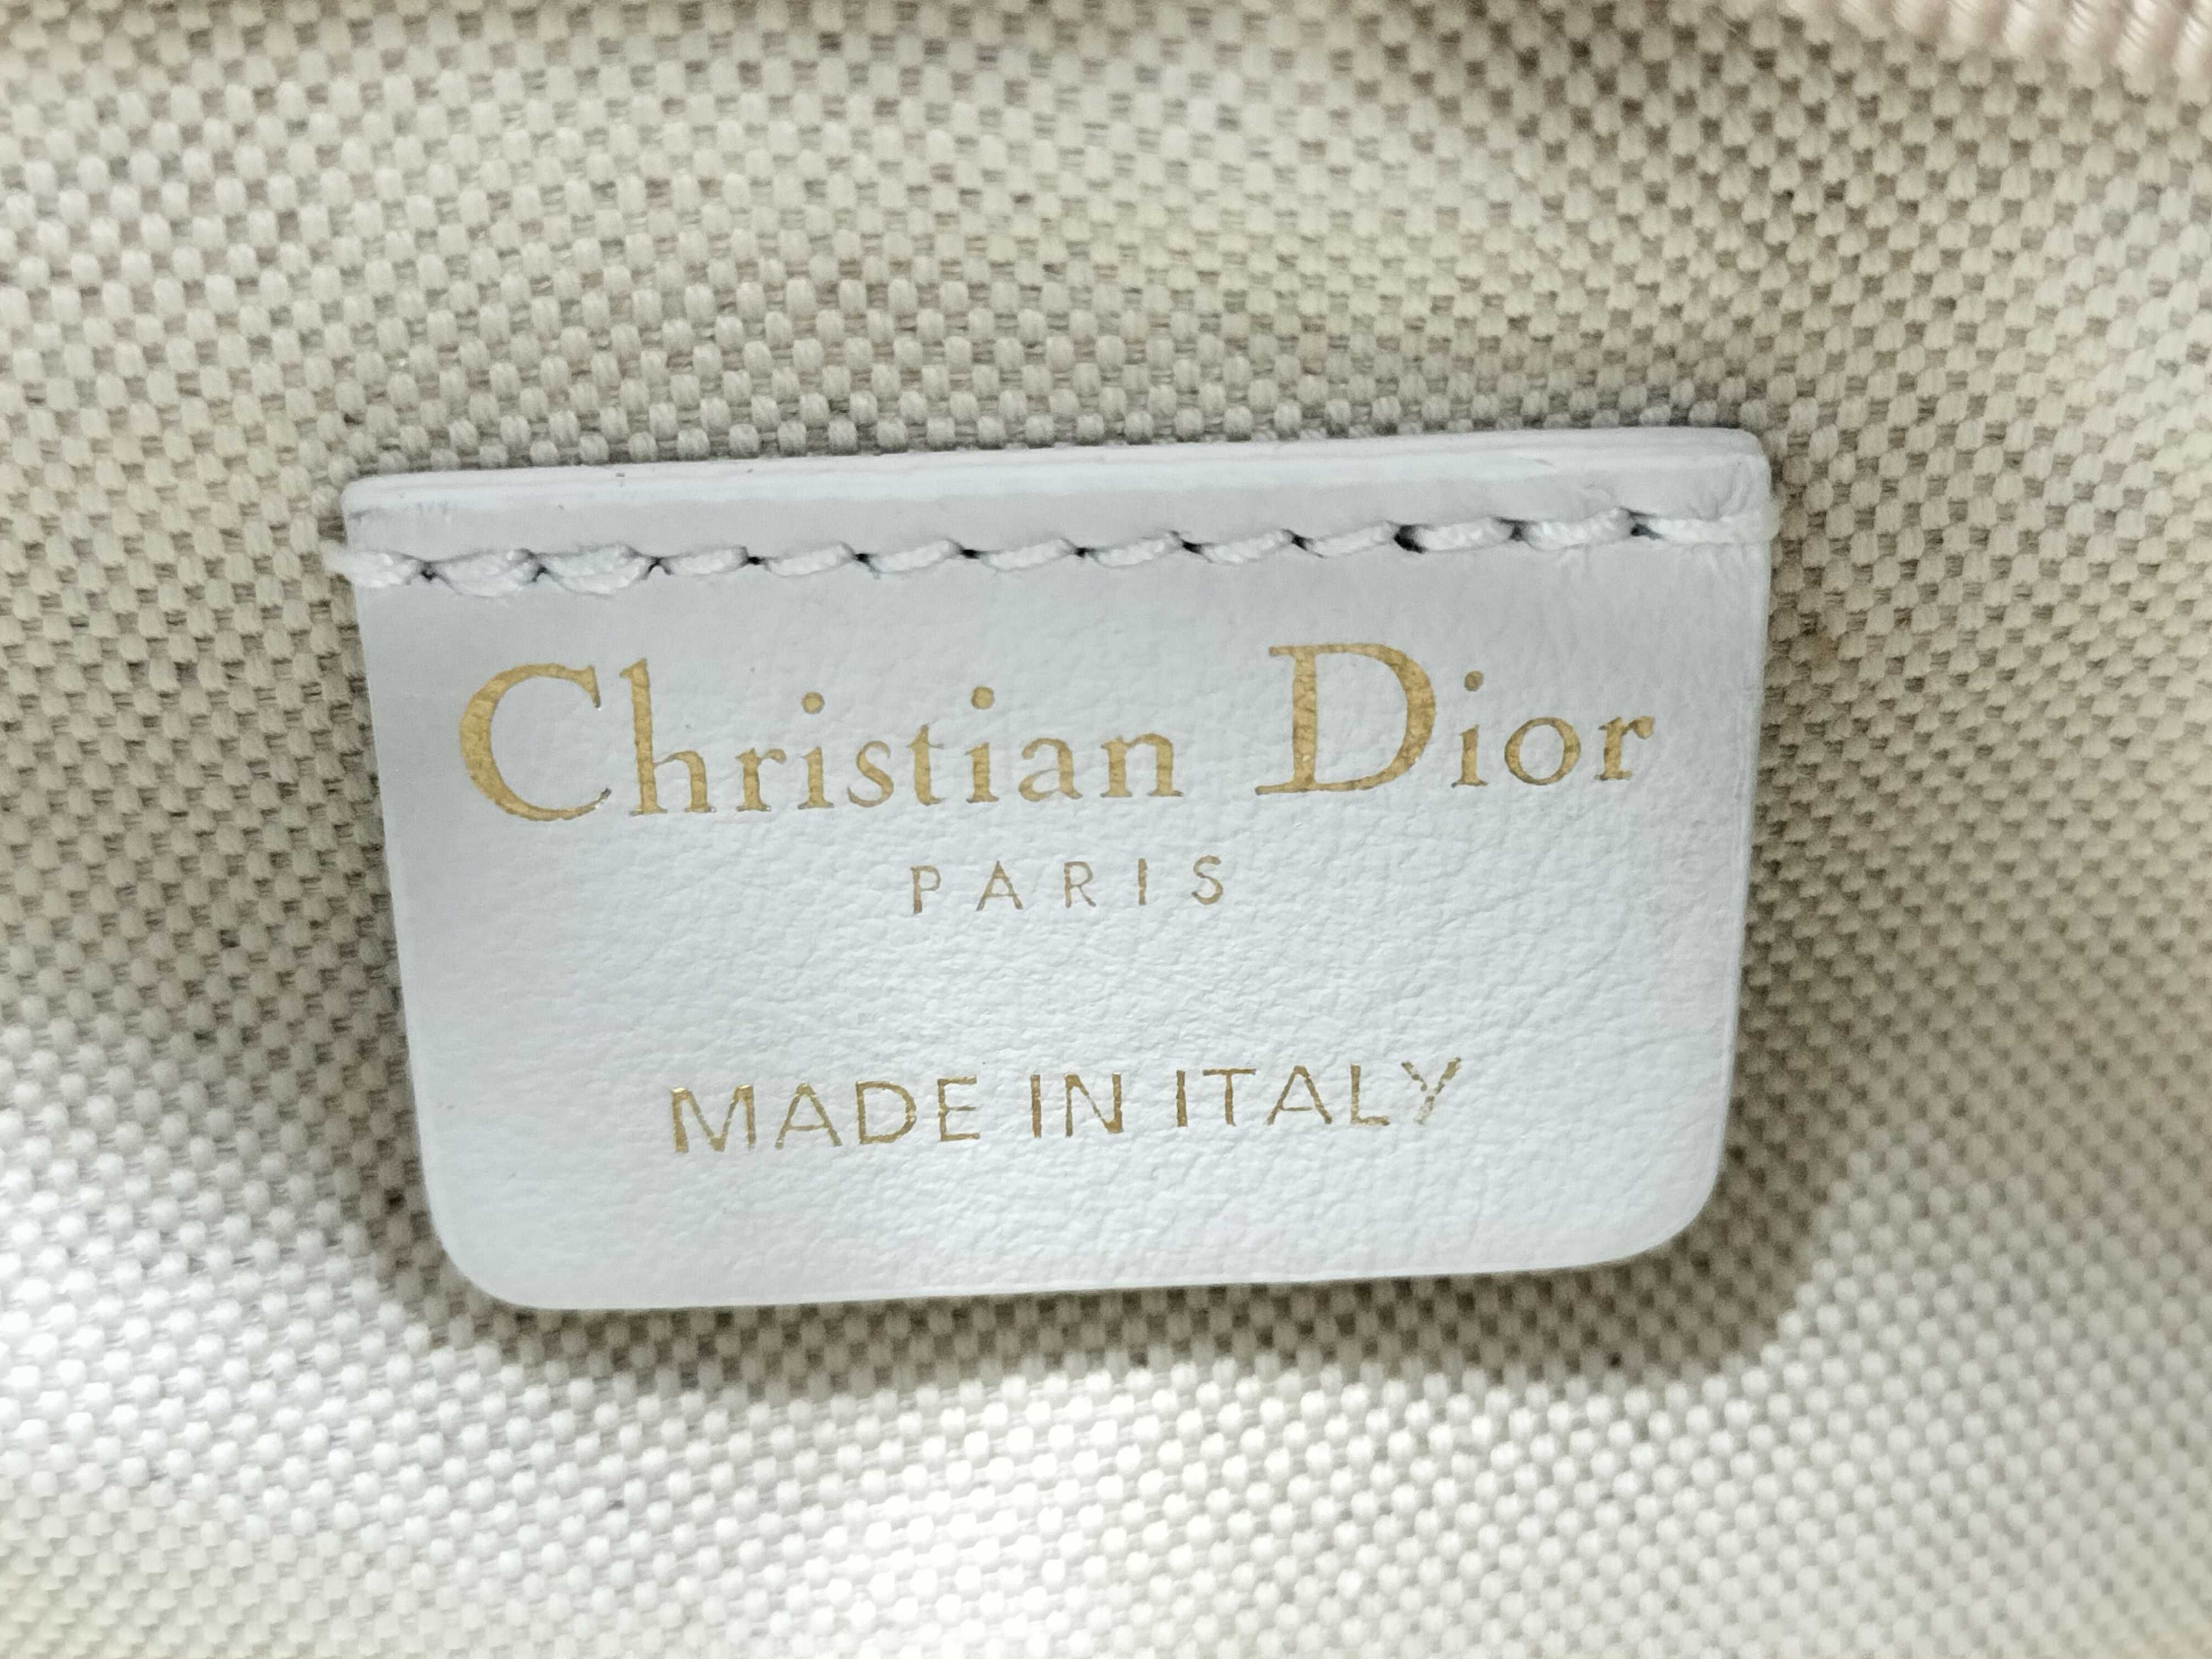 Christian Dior
PARIS
MADE IN ITALY